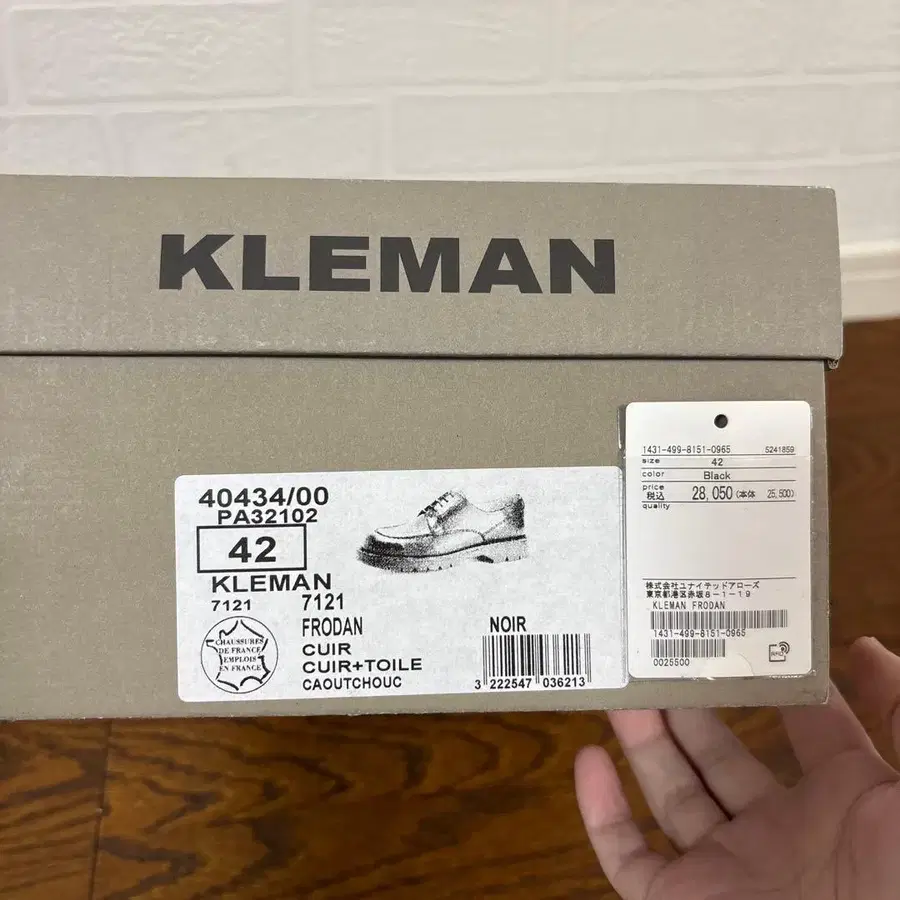 KLEMAN
40434/00
PA32102
42
KLEMAN
7121
7121
FRODAN
CUIR
CUIR+TOILE
CAOUTCHOUC
CHAUSSURES
DE FRANCE
EMPLOIS
EN FRANCE
NOIR
3 222547 036213
1431-499-8151-0965 5241859
size 42
color Black
price
税込 28,050 (本体 25,500)
quality
株式会社ユナイテッドアローズ
東京都港区赤坂8-1-19
KLEMAN FRODAN
1431-499-8151-0965
0025500
RFID